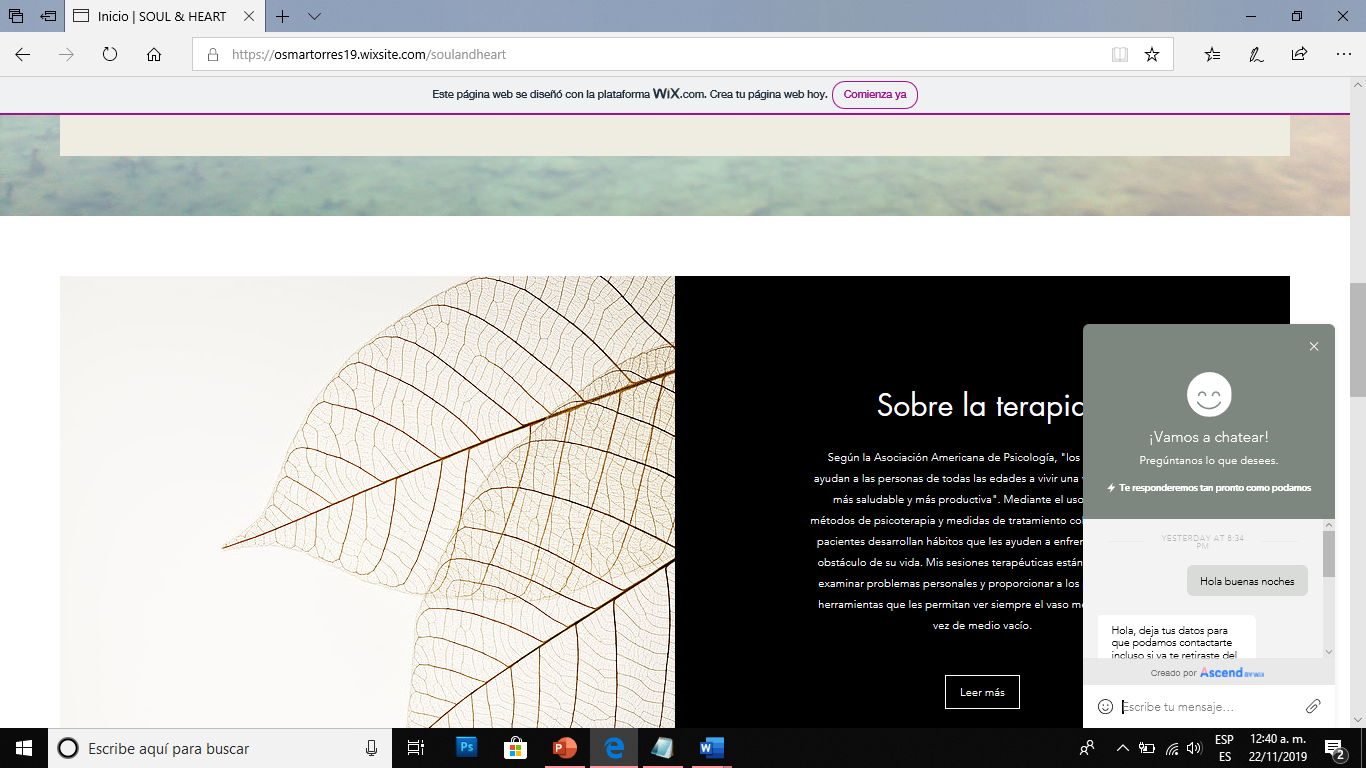 Inicio | SOUL & HEART
https://osmartorres19.wixsite.com/soulandheart
Este página web se diseñó con la plataforma WiX.com. Crea tu página web hoy. Comienza ya
Sobre la terapia
Según la Asociación Americana de Psicología, "los
ayudan a las personas de todas las edades a vivir una
más saludable y más productiva". Mediante el uso
métodos de psicoterapia y medidas de tratamiento
pacientes desarrollan hábitos que les ayuden a
obstáculo de su vida. Mis sesiones terapéuticas están
examinar problemas personales y proporcionar a los
herramientas que les permitan ver siempre el vaso
vez de medio vacío.
Leer más
¡Vamos a chatear!
Pregúntanos lo que desees.
Te responderemos tan pronto como podamos
YESTERDAY AT 8:34
PM
Hola buenas noches
Hola, deja tus datos para
que podamos contactarte
incluso si ya te retiraste del
Creado por Ascend BY WIX
Escribe tu mensaje...
Escribe aquí para buscar
Ps
ESP
ES
12:40 a. m.
22/11/2019
2